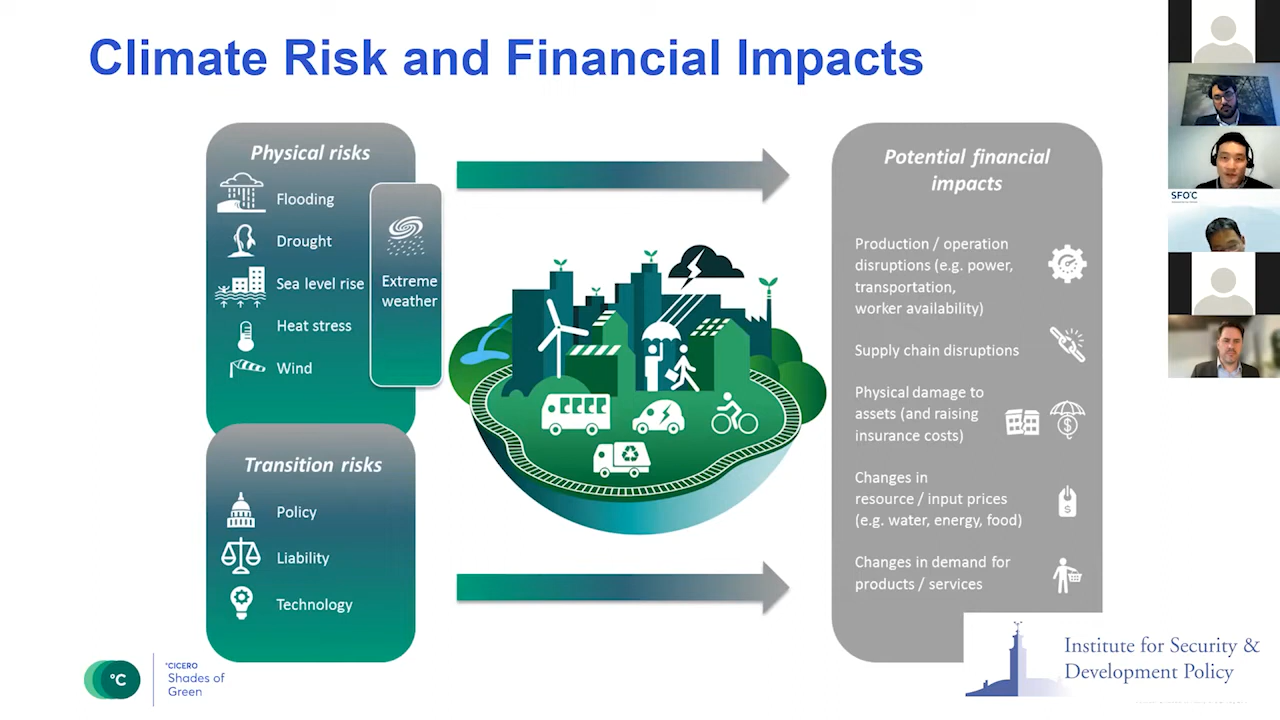 Climate Risk and Financial Impacts
Physical risks
Flooding
Drought
Sea level rise
Heat stress
Wind
Extreme
weather
Transition risks
Policy
Liability
Technology
Potential financial
impacts
Production / operation
disruptions (e.g. power,
transportation,
worker availability)
Supply chain disruptions
Physical damage to
assets (and raising
insurance costs)
Changes in
resource / input prices
(e.g. water, energy, food)
Changes in demand for
products / services
°C
°CICERO
Shades of
Green
Institute for Security &
Development Policy
SFO°C